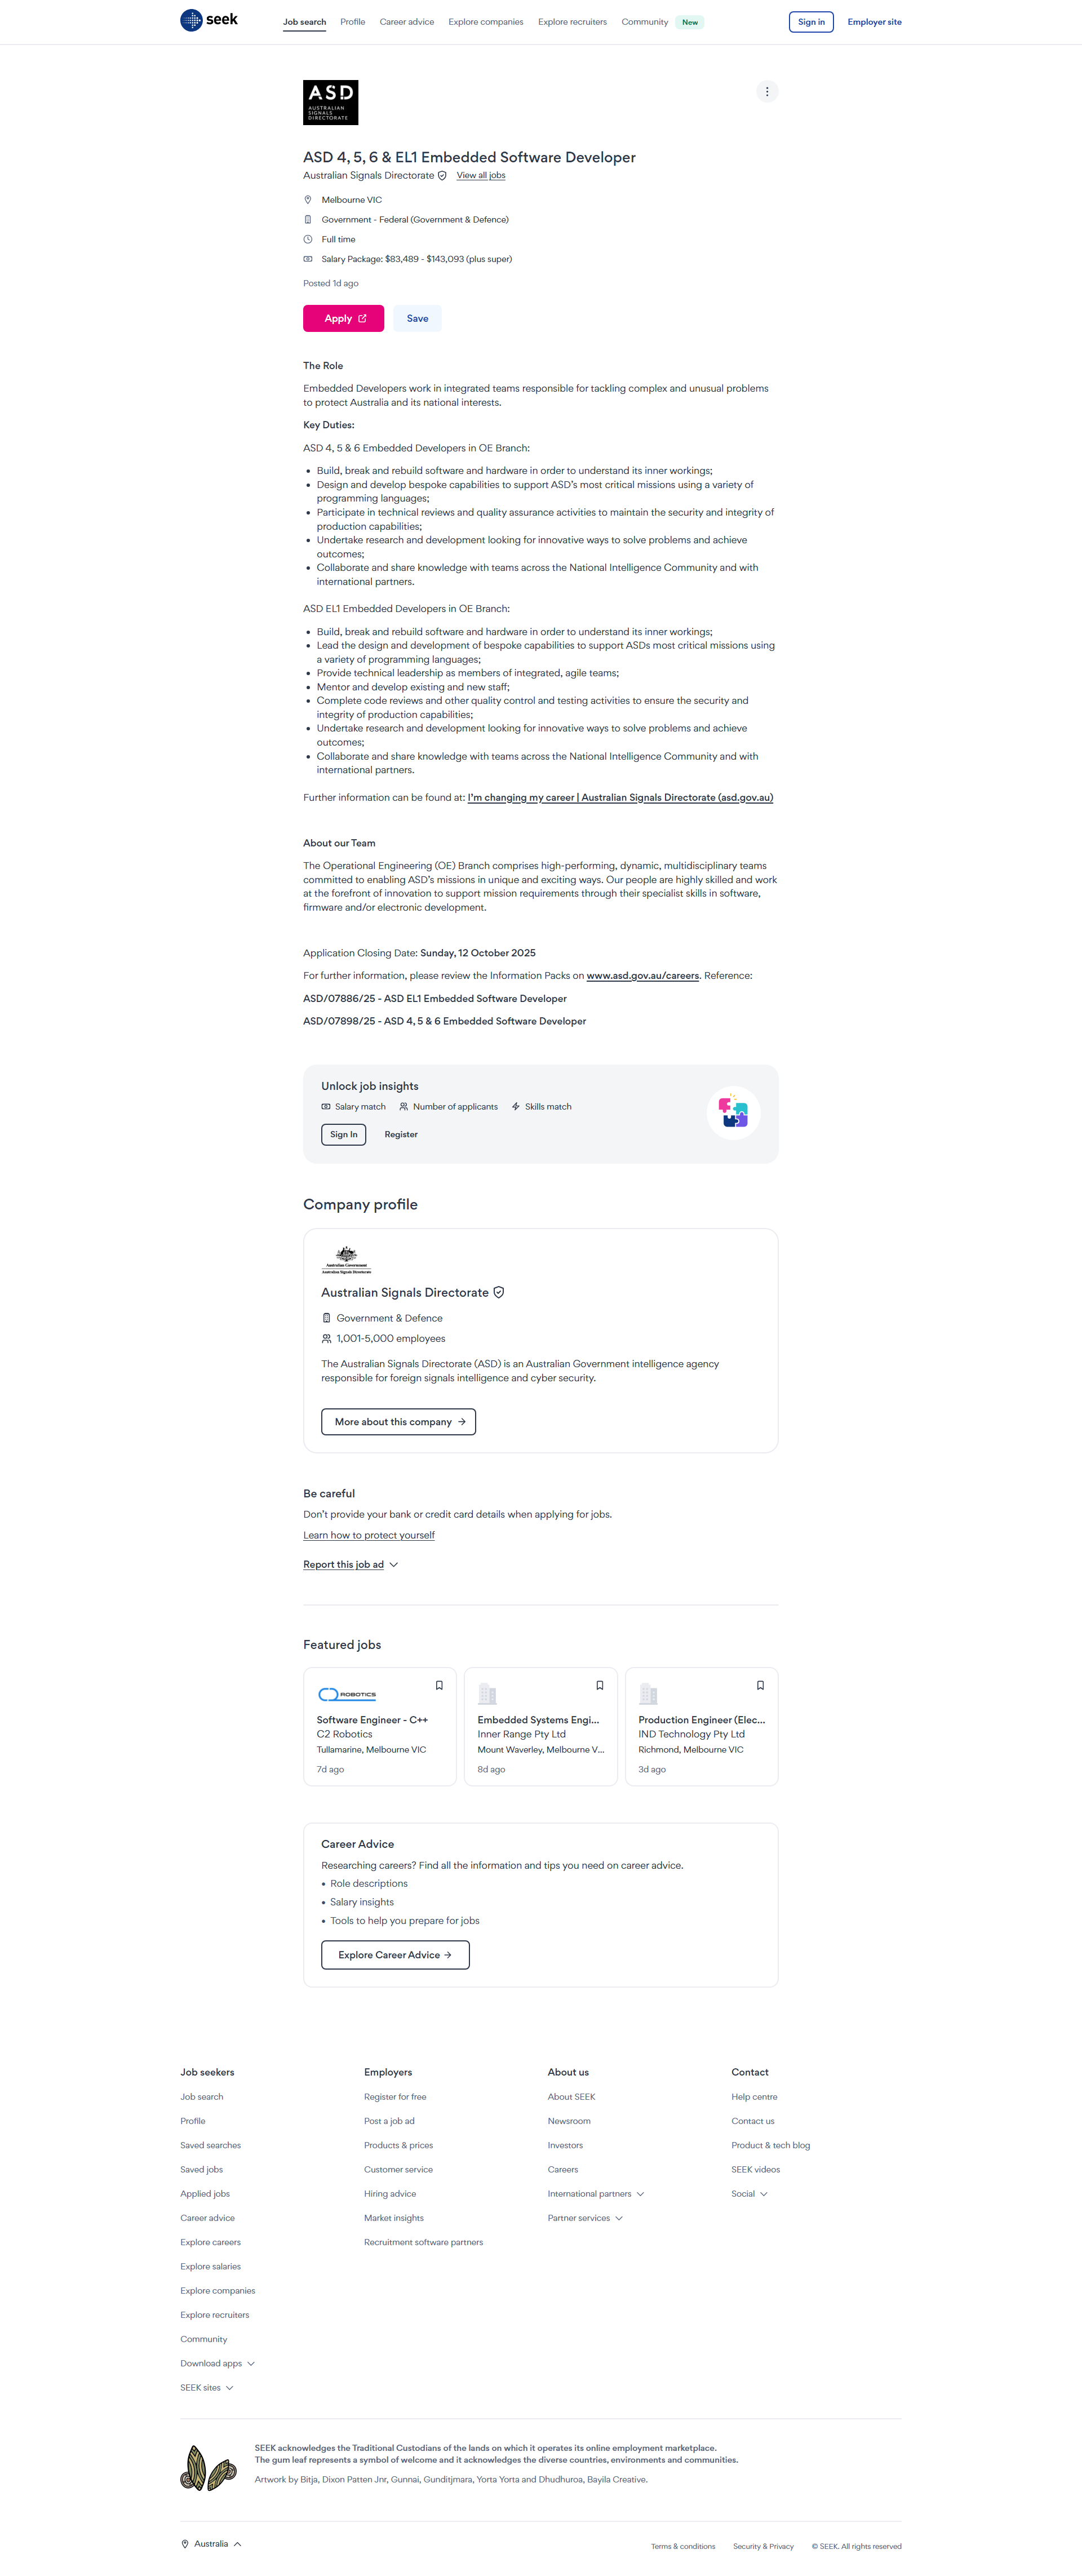 seek
Job search
Profile
Career advice
Explore companies
Explore recruiters
Community
New
Sign in
Employer site
ASD
AUSTRALIAN
SIGNALS
DIRECTORATE
ASD 4, 5, 6 & EL1 Embedded Software Developer
Australian Signals Directorate
View all jobs
Melbourne VIC
Government - Federal (Government & Defence)
Full time
Salary Package: $83,489 - $143,093 (plus super)
Posted 1d ago
Apply
Save
The Role
Embedded Developers work in integrated teams responsible for tackling complex and unusual problems
to protect Australia and its national interests.
Key Duties:
ASD 4, 5 & 6 Embedded Developers in OE Branch:
• Build, break and rebuild software and hardware in order to understand its inner workings;
• Design and develop bespoke capabilities to support ASD's most critical missions using a variety of
programming languages;
• Participate in technical reviews and quality assurance activities to maintain the security and integrity of
production capabilities;
• Undertake research and development looking for innovative ways to solve problems and achieve
outcomes;
• Collaborate and share knowledge with teams across the National Intelligence Community and with
international partners.
ASD EL1 Embedded Developers in OE Branch:
• Build, break and rebuild software and hardware in order to understand its inner workings;
• Lead the design and development of bespoke capabilities to support ASDs most critical missions using
a variety of programming languages;
• Provide technical leadership as members of integrated, agile teams;
• Mentor and develop existing and new staff;
• Complete code reviews and other quality control and testing activities to ensure the security and
integrity of production capabilities;
• Undertake research and development looking for innovative ways to solve problems and achieve
outcomes;
• Collaborate and share knowledge with teams across the National Intelligence Community and with
international partners.
Further information can be found at: I'm changing my career | Australian Signals Directorate (asd.gov.au)
About our Team
The Operational Engineering (OE) Branch comprises high-performing, dynamic, multidisciplinary teams
committed to enabling ASD's missions in unique and exciting ways. Our people are highly skilled and work
at the forefront of innovation to support mission requirements through their specialist skills in software,
firmware and/or electronic development.
Application Closing Date: Sunday, 12 October 2025
For further information, please review the Information Packs on www.asd.gov.au/careers. Reference:
ASD/07886/25 - ASD EL1 Embedded Software Developer
ASD/07898/25 - ASD 4, 5 & 6 Embedded Software Developer
Unlock job insights
Salary match
Number of applicants
Skills match
Sign In
Register
Company profile
Australian Government
Australian Signals Directorate
Australian Signals Directorate
Government & Defence
1,001-5,000 employees
The Australian Signals Directorate (ASD) is an Australian Government intelligence agency
responsible for foreign signals intelligence and cyber security.
More about this company
Be careful
Don't provide your bank or credit card details when applying for jobs.
Learn how to protect yourself
Report this job ad
Featured jobs
C2 ROBOTICS
Software Engineer - C++
C2 Robotics
Tullamarine, Melbourne VIC
7d ago
Embedded Systems Engi...
Inner Range Pty Ltd
Mount Waverley, Melbourne V...
8d ago
Production Engineer (Elec...
IND Technology Pty Ltd
Richmond, Melbourne VIC
3d ago
Career Advice
Researching careers? Find all the information and tips you need on career advice.
• Role descriptions
• Salary insights
• Tools to help you prepare for jobs
Explore Career Advice
Job seekers
Job search
Profile
Saved searches
Saved jobs
Applied jobs
Career advice
Explore careers
Explore salaries
Explore companies
Explore recruiters
Community
Download apps
SEEK sites
Employers
Register for free
Post a job ad
Products & prices
Customer service
Hiring advice
Market insights
Recruitment software partners
About us
About SEEK
Newsroom
Investors
Careers
International partners
Partner services
Contact
Help centre
Contact us
Product & tech blog
SEEK videos
Social
SEEK acknowledges the Traditional Custodians of the lands on which it operates its online employment marketplace.
The gum leaf represents a symbol of welcome and it acknowledges the diverse countries, environments and communities.
Artwork by Bitja, Dixon Patten Jnr, Gunnai, Gunditjmara, Yorta Yorta and Dhudhuroa, Bayila Creative.
Australia
Terms & conditions
Security & Privacy
© SEEK. All rights reserved